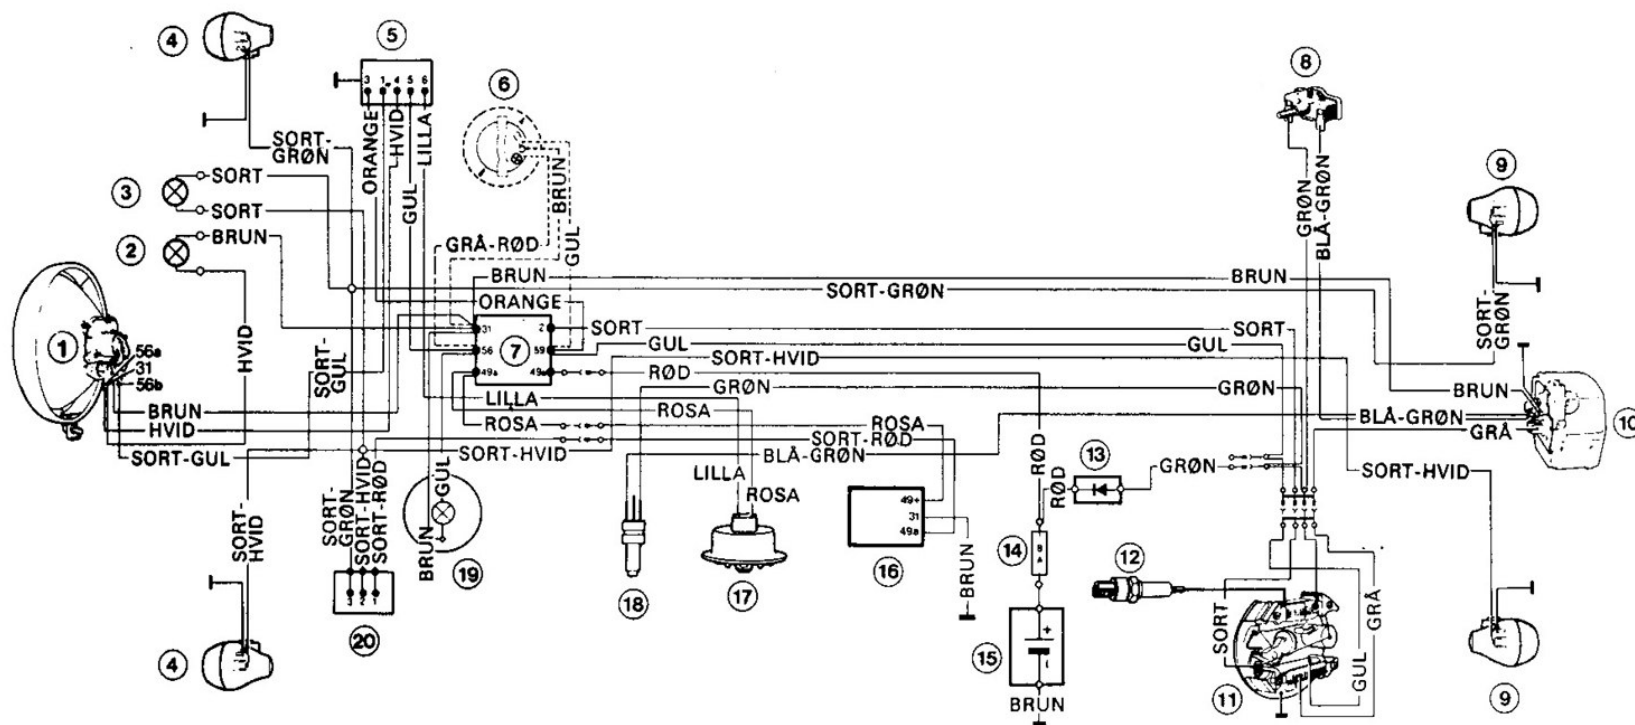 4
5
3 1 4 5 6
6
8
9
SORT-
GRØN
ORANGE
HVID
LILLA
GUL
BRUN
GUL
GRØN
BLÅ-GRØN
3
SORT
SORT
2
BRUN
GRÅ-RØD
BRUN
BRUN
SORT-GRØN
ORANGE
SORT-
GRØN
1
56a
31
56b
HVID
SORT-
GUL
31
2
56
7
59
49a
49a
SORT
SORT
GUL
GUL
SORT-HVID
RØD
GRØN
GRØN
BRUN
HVID
SORT-GUL
LILLA
ROSA
ROSA
SORT-RØD
SORT-HVID
BLÅ-GRØN
BRUN
BLÅ-GRØN
GRÅ
10
SORT-HVID
SORT-
HVID
SORT-
GRØN
SORT-HVID
SORT-RØD
GUL
BRUN
LILLA
ROSA
RØD
RØD
13
GRØN
49+
31
49a
BRUN
14
8A
12
19
18
17
16
3 2 1
20
4
15
+
-
BRUN
SORT
11
GUL
GRÅ
9